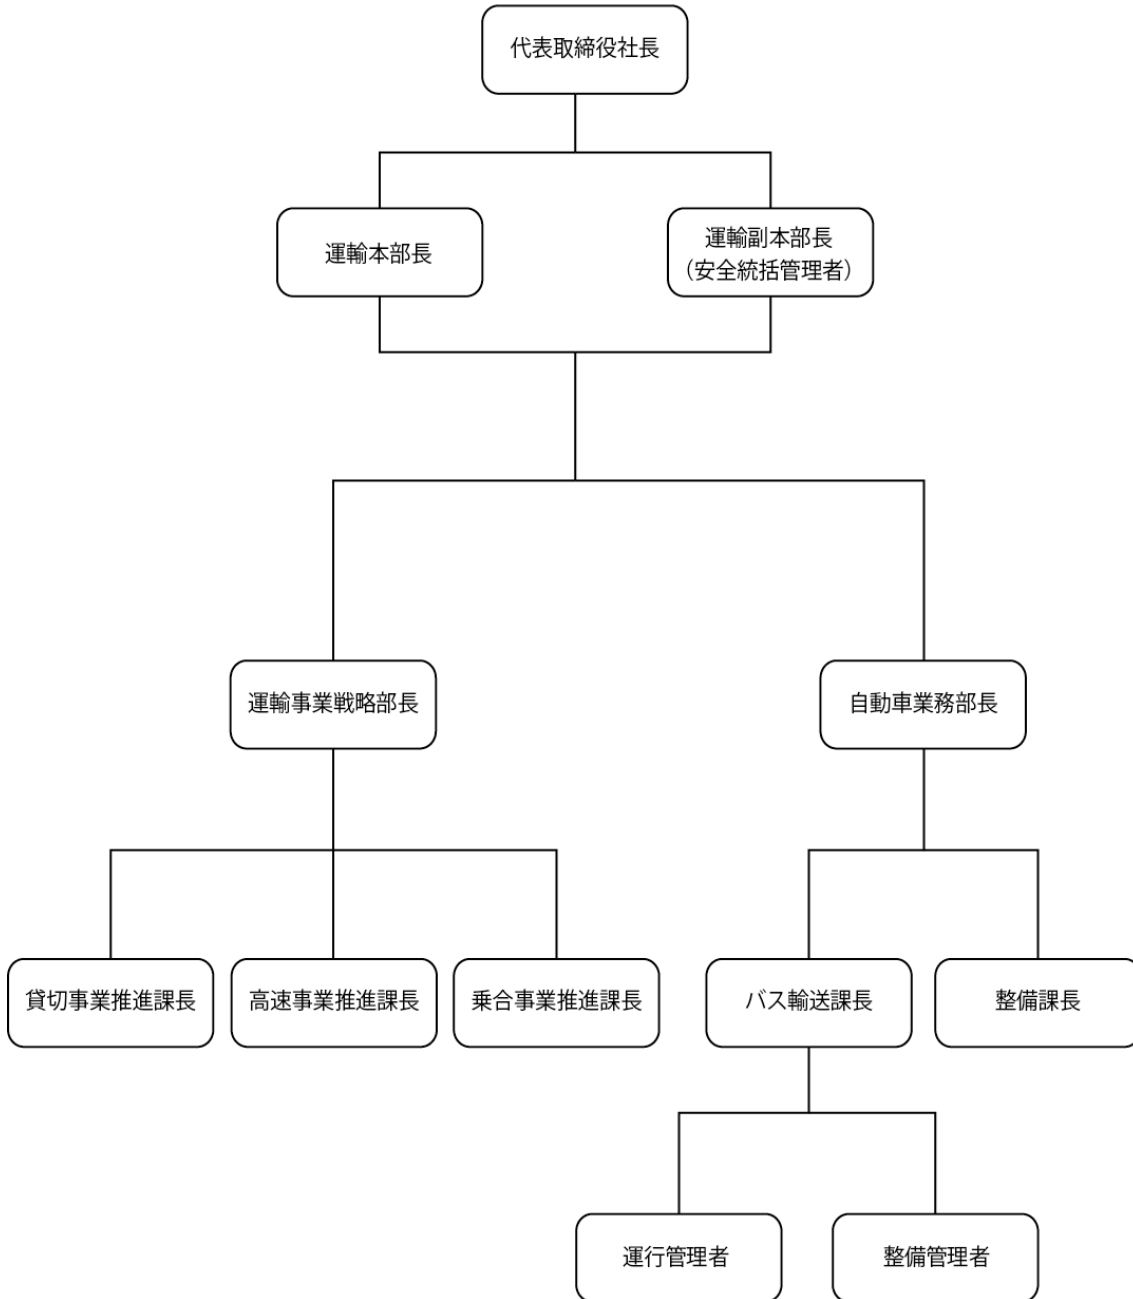 代表取締役社長
運輸本部長
運輸副本部長
（安全統括管理者）
運輸事業戦略部長
自動車業務部長
貸切事業推進課長
高速事業推進課長
乗合事業推進課長
バス輸送課長
整備課長
運行管理者
整備管理者